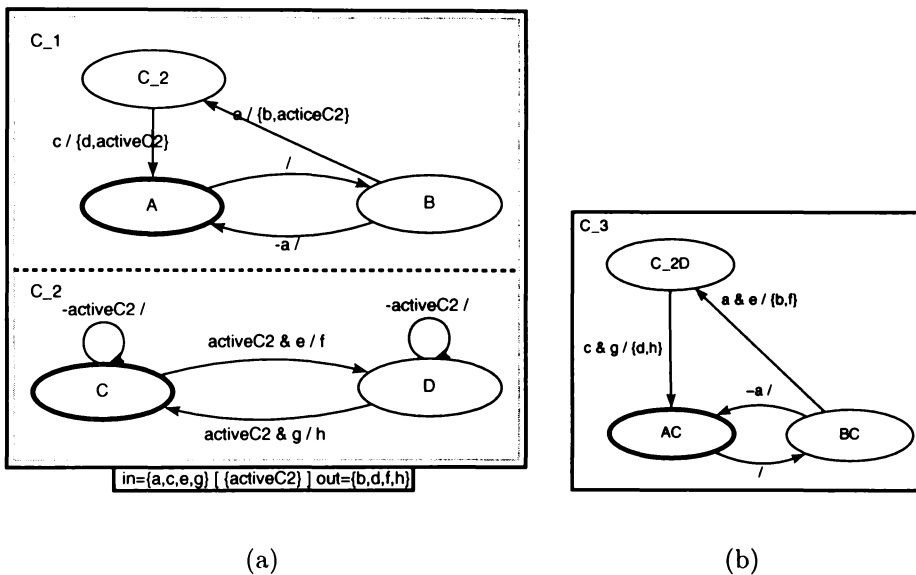 C_1
C_2
a / {b,acticeC2}
c / {d,activeC2}
/
A
B
-a /
C_2
-activeC2 /
-activeC2 /
activeC2 & e / f
C
D
activeC2 & g / h
in={a,c,e,g} [ {activeC2} ] out={b,d,f,h}
(a)
C_3
C_2D
a & e / {b,f}
c & g / {d,h}
–a /
AC
BC
/
(b)